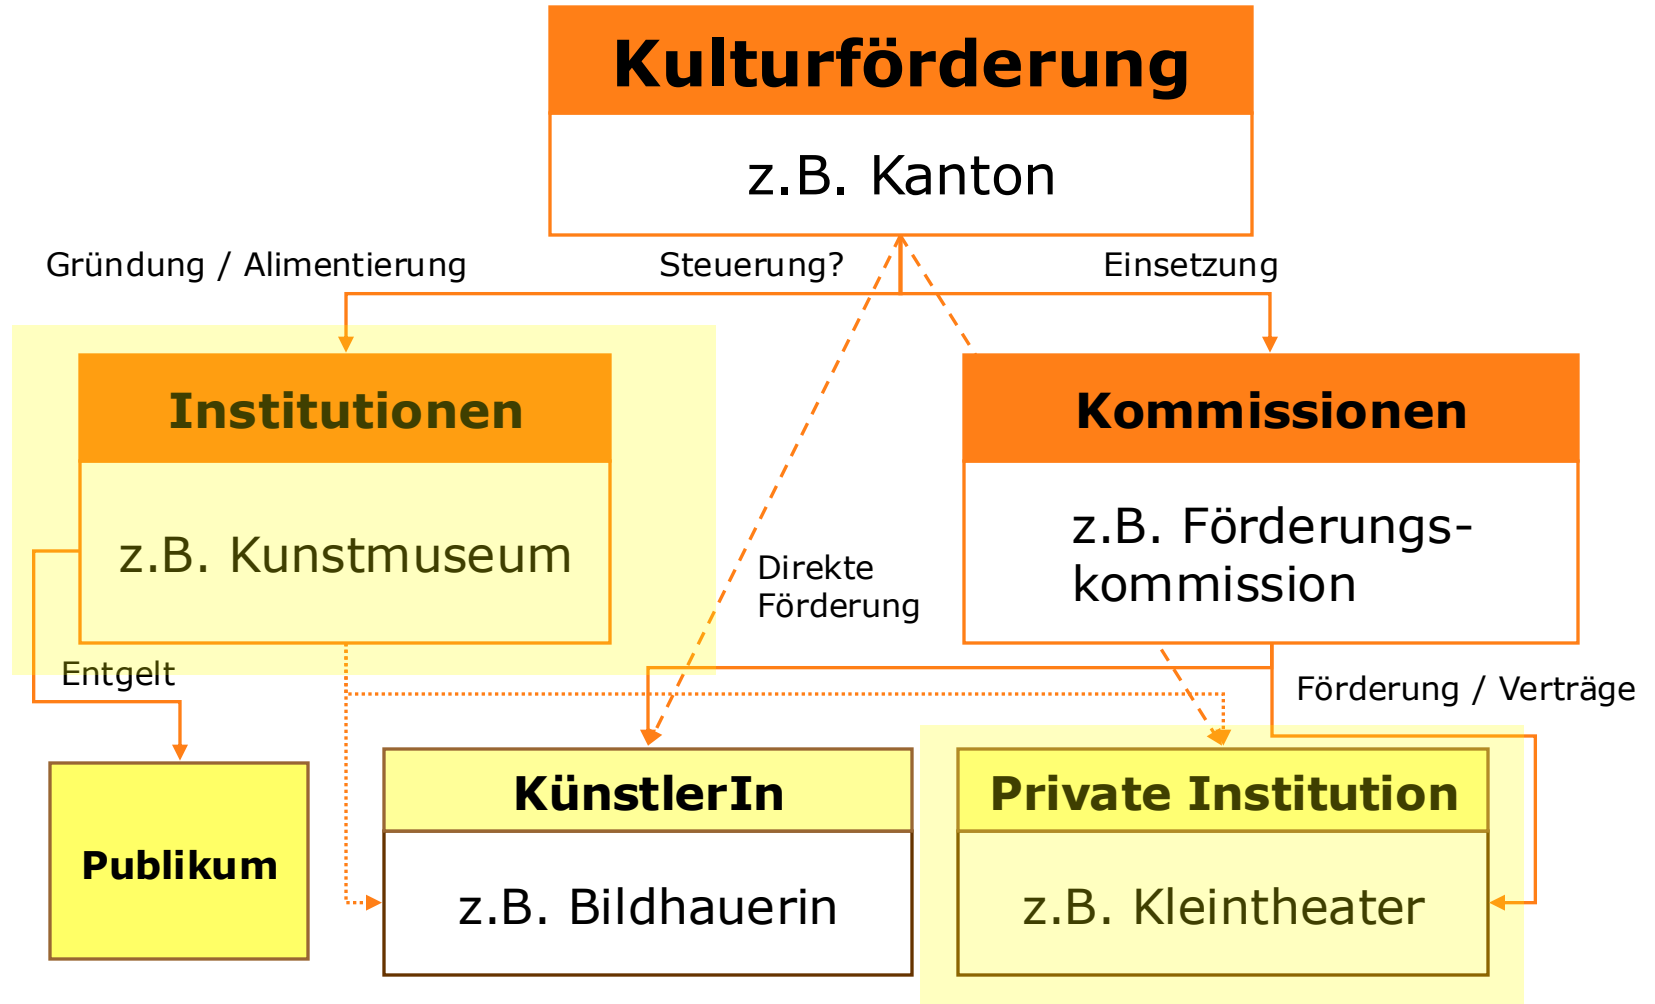 Kulturförderung
z.B. Kanton
Gründung / Alimentierung
Steuerung?
Einsetzung
Institutionen
z.B. Kunstmuseum
Kommissionen
z.B. Förderungs-
kommission
Direkte
Förderung
Entgelt
Förderung / Verträge
Publikum
KünstlerIn
z.B. Bildhauerin
Private Institution
z.B. Kleintheater